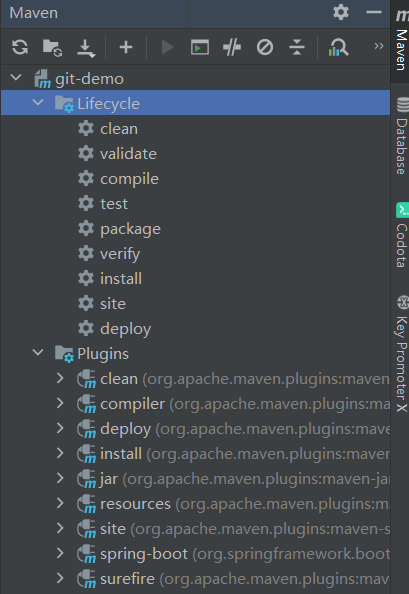 Maven
git-demo
Lifecycle
clean
validate
compile
test
package
verify
install
site
deploy
Plugins
clean (org.apache.maven.plugins:maven
compiler (org.apache.maven.plugins:ma
deploy (org.apache.maven.plugins:mav
install (org.apache.maven.plugins:maven
jar (org.apache.maven.plugins:maven-jar
resources (org.apache.maven.plugins:m
site (org.apache.maven.plugins:maven-s
spring-boot (org.springframework.boot
surefire (org.apache.maven.plugins:mav
Maven
Database
Codota
Key Promoter X